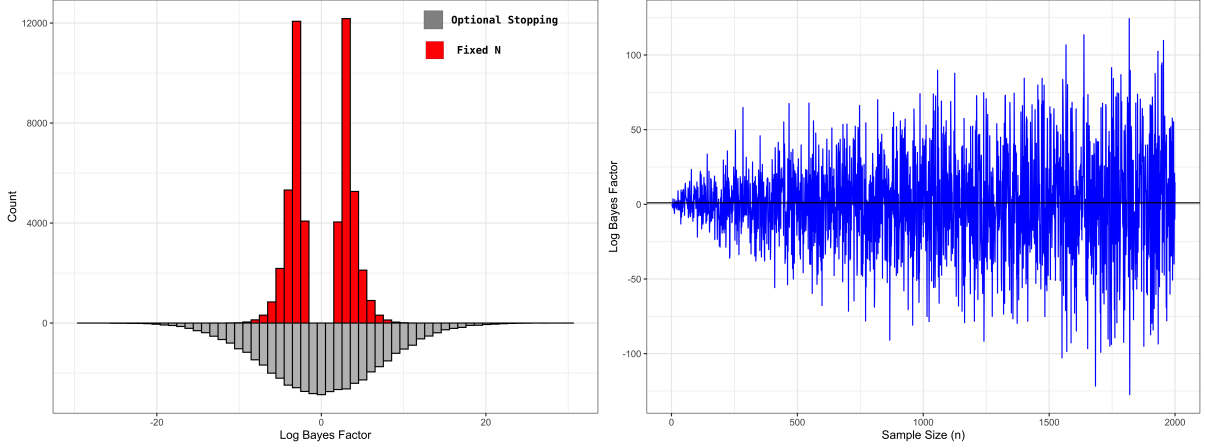 12000
8000
4000
0
Count
Optional Stopping
Fixed N
-20
0
20
Log Bayes Factor
100
50
0
-50
-100
Log Bayes Factor
0
500
1000
1500
2000
Sample Size (n)